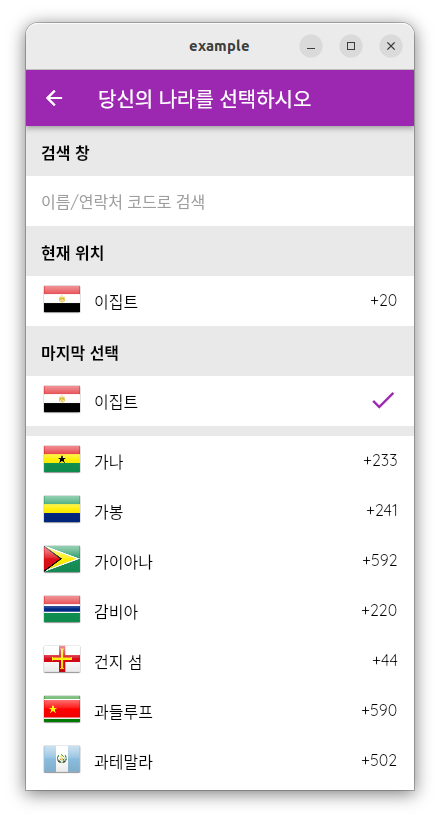 example
당신의 나라를 선택하시오
검색 창
이름/연락처 코드로 검색
현재 위치
이집트 +20
마지막 선택
이집트
가나 +233
가봉 +241
가이아나 +592
감비아 +220
건지 섬 +44
과들루프 +590
과테말라 +502